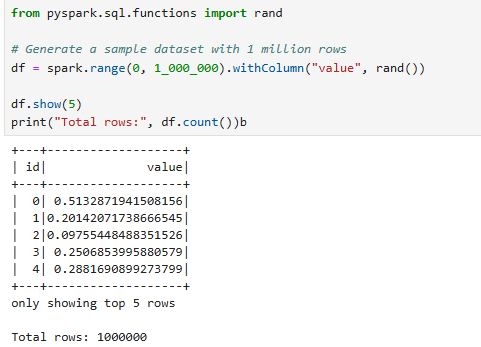 from pyspark.sql.functions import rand
# Generate a sample dataset with 1 million rows
df = spark.range(0, 1_000_000).withColumn("value", rand())
df.show(5)
print("Total rows:", df.count())b
+---+-------------------+
| id|              value|
+---+-------------------+
|  0| 0.5132871941508156|
|  1|0.20142071738666545|
|  2|0.09755448488351526|
|  3| 0.2506853995880579|
|  4| 0.2881690899273799|
+---+-------------------+
only showing top 5 rows
Total rows: 1000000